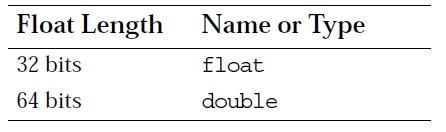 Float Length Name or Type
32 bits float
64 bits double